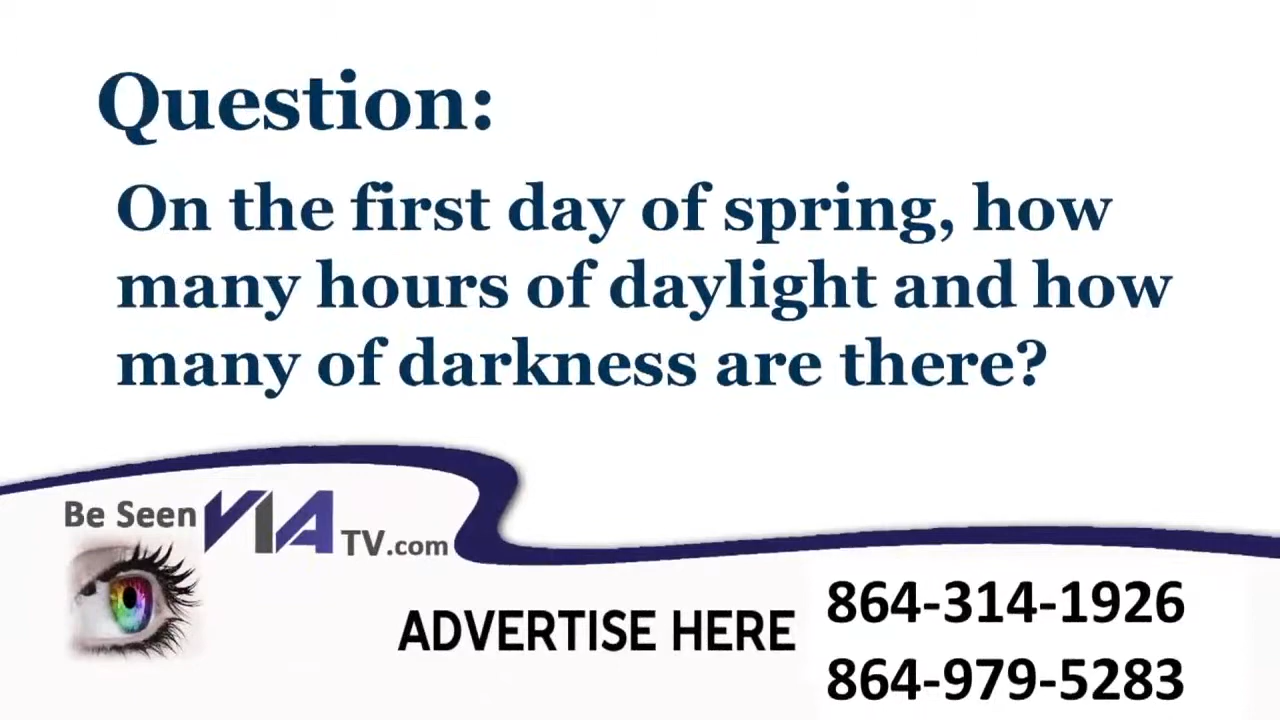 Question:
On the first day of spring, how
many hours of daylight and how
many of darkness are there?
Be Seen VIA TV.com
ADVERTISE HERE
864-314-1926
864-979-5283